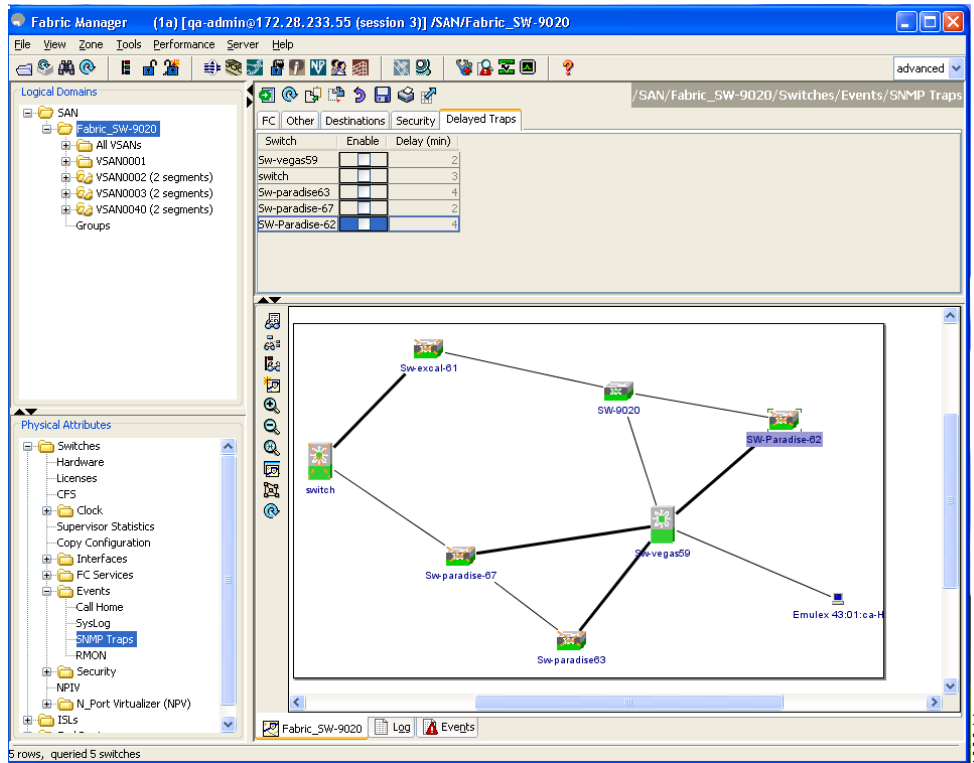 Fabric Manager (1a) [qa-admin@172.28.233.55 (session 3)] /SAN/Fabric_SW-9020
File View Zone Tools Performance Server Help
advanced
Logical Domains
SAN
Fabric_SW-9020
All VSANs
VSAN0001
VSAN0002 (2 segments)
VSAN0003 (2 segments)
VSAN0040 (2 segments)
Groups
/SAN/Fabric_SW-9020/Switches/Events/SNMP Traps
FC Other Destinations Security Delayed Traps
Switch Enable Delay (min)
Sw-vegas59 2
switch 3
Sw-paradise63 4
Sw-paradise-67 2
SW-Paradise-62 4
Physical Attributes
Switches
Hardware
Licenses
CFS
Clock
Supervisor Statistics
Copy Configuration
Interfaces
FC Services
Events
Call Home
SysLog
SNMP Traps
RMON
Security
NPIV
N_Port Virtualizer (NPV)
ISLs
Sw-excal-61
SW-9020
SW-Paradise-62
switch
Sw-vegas59
Sw-paradise-67
Emulex 43:01:ca-H
Sw-paradise63
Fabric_SW-9020 Log Events
5 rows, queried 5 switches